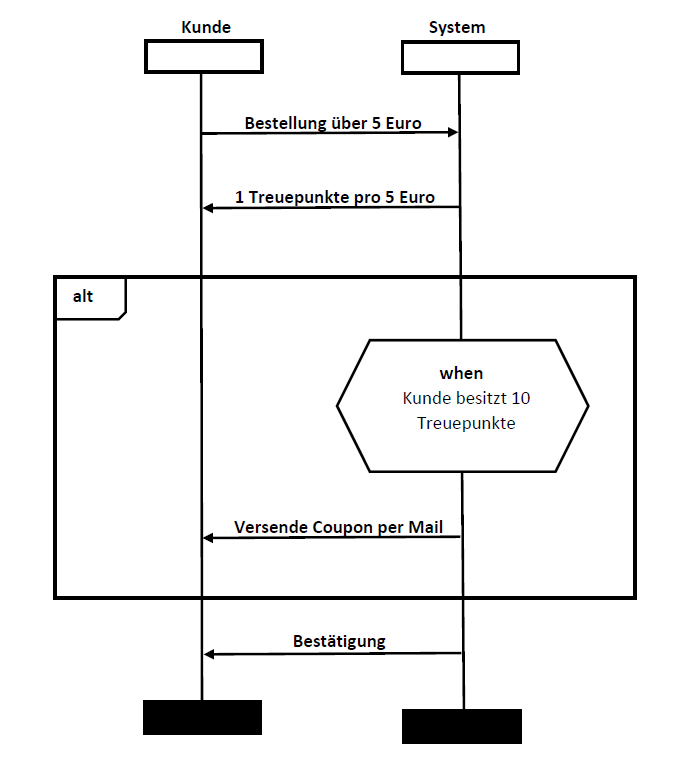 Kunde
System
Bestellung über 5 Euro
1 Treuepunkte pro 5 Euro
alt
when
Kunde besitzt 10
Treuepunkte
Versende Coupon per Mail
Bestätigung